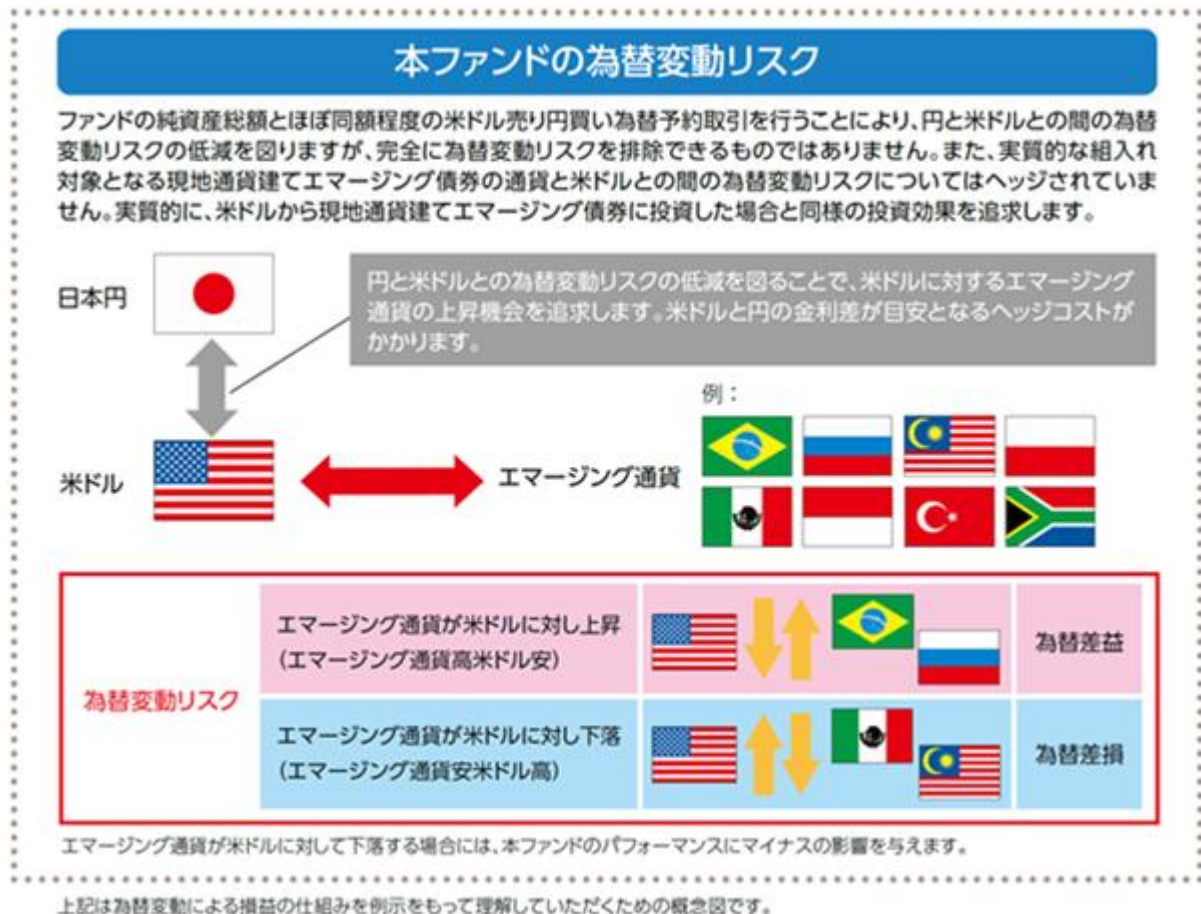 本ファンドの為替変動リスク
ファンドの純資産総額とほぼ同額程度の米ドル売り円買い為替予約取引を行うことにより、円と米ドルとの間の為替
変動リスクの低減を図りますが、完全に為替変動リスクを排除できるものではありません。また、実質的な組入れ
対象となる現地通貨建てエマージング債券の通貨と米ドルとの間の為替変動リスクについてはヘッジされていま
せん。実質的に、米ドルから現地通貨建てエマージング債券に投資した場合と同様の投資効果を追求します。
日本円
円と米ドルとの為替変動リスクの低減を図ることで、米ドルに対するエマージング
通貨の上昇機会を追求します。米ドルと円の金利差が目安となるヘッジコストが
かかります。
例：
米ドル
エマージング通貨
為替変動リスク
エマージング通貨が米ドルに対し上昇
（エマージング通貨高米ドル安）
為替差益
エマージング通貨が米ドルに対し下落
（エマージング通貨安米ドル高）
為替差損
エマージング通貨が米ドルに対して下落する場合には、本ファンドのパフォーマンスにマイナスの影響を与えます。
上記は為替変動による損益の仕組みを例示をもって理解していただくための概念図です。